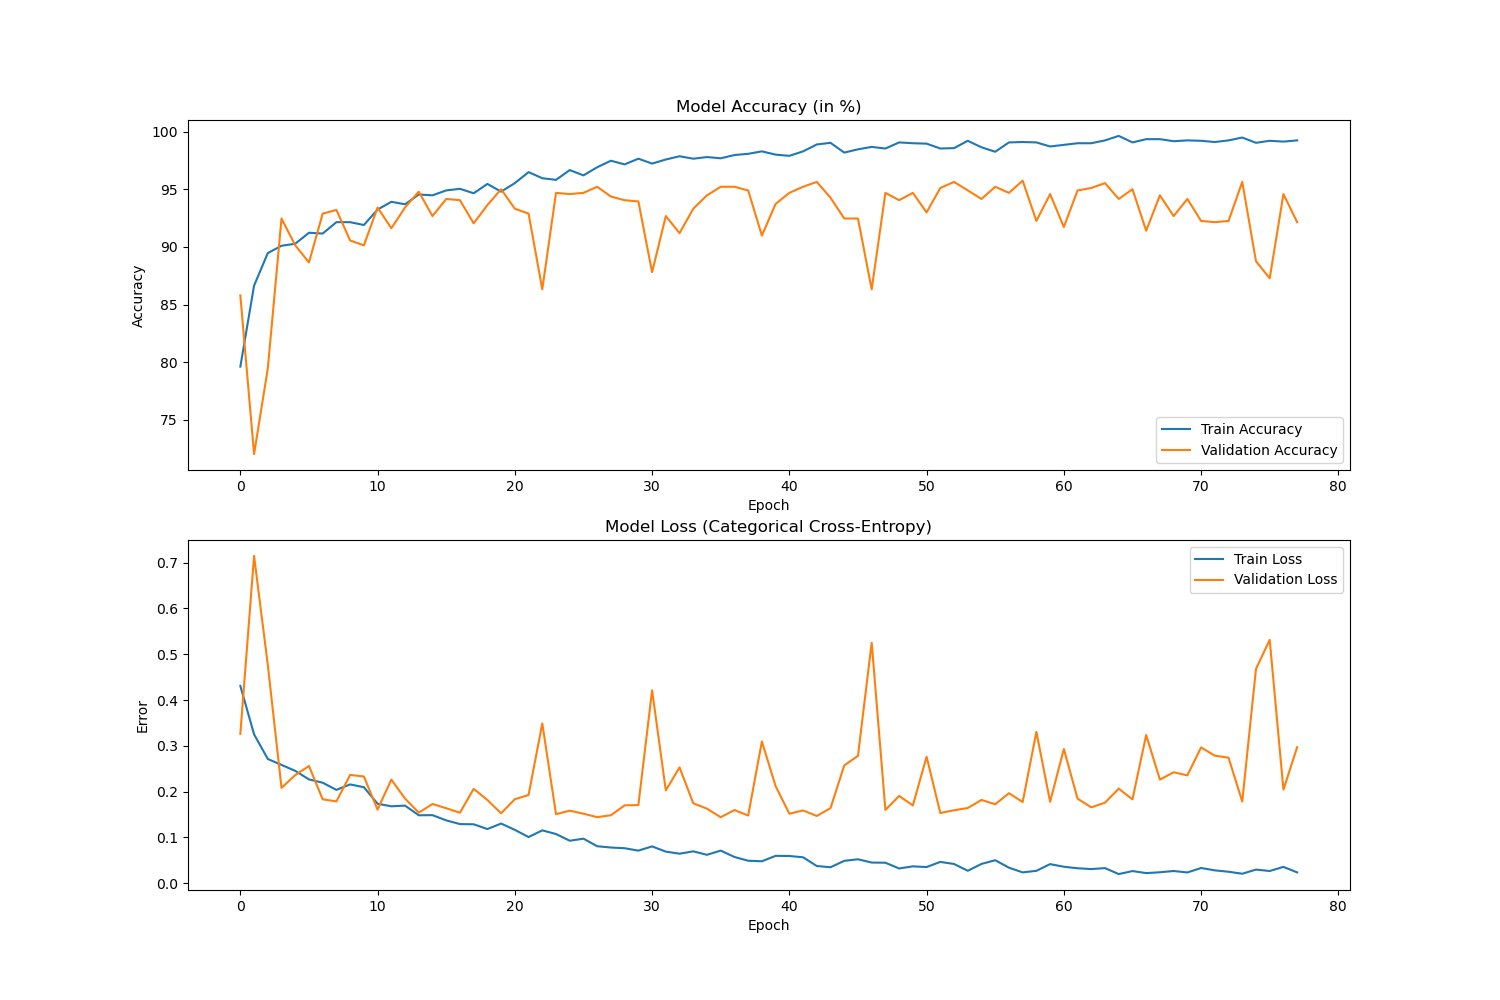 Model Accuracy (in %)
100
95
90
85
80
75
Accuracy
Train Accuracy
Validation Accuracy
0 10 20 30 40 50 60 70 80
Epoch
Model Loss (Categorical Cross-Entropy)
0.7
0.6
0.5
0.4
0.3
0.2
0.1
0.0
Error
Train Loss
Validation Loss
0 10 20 30 40 50 60 70 80
Epoch